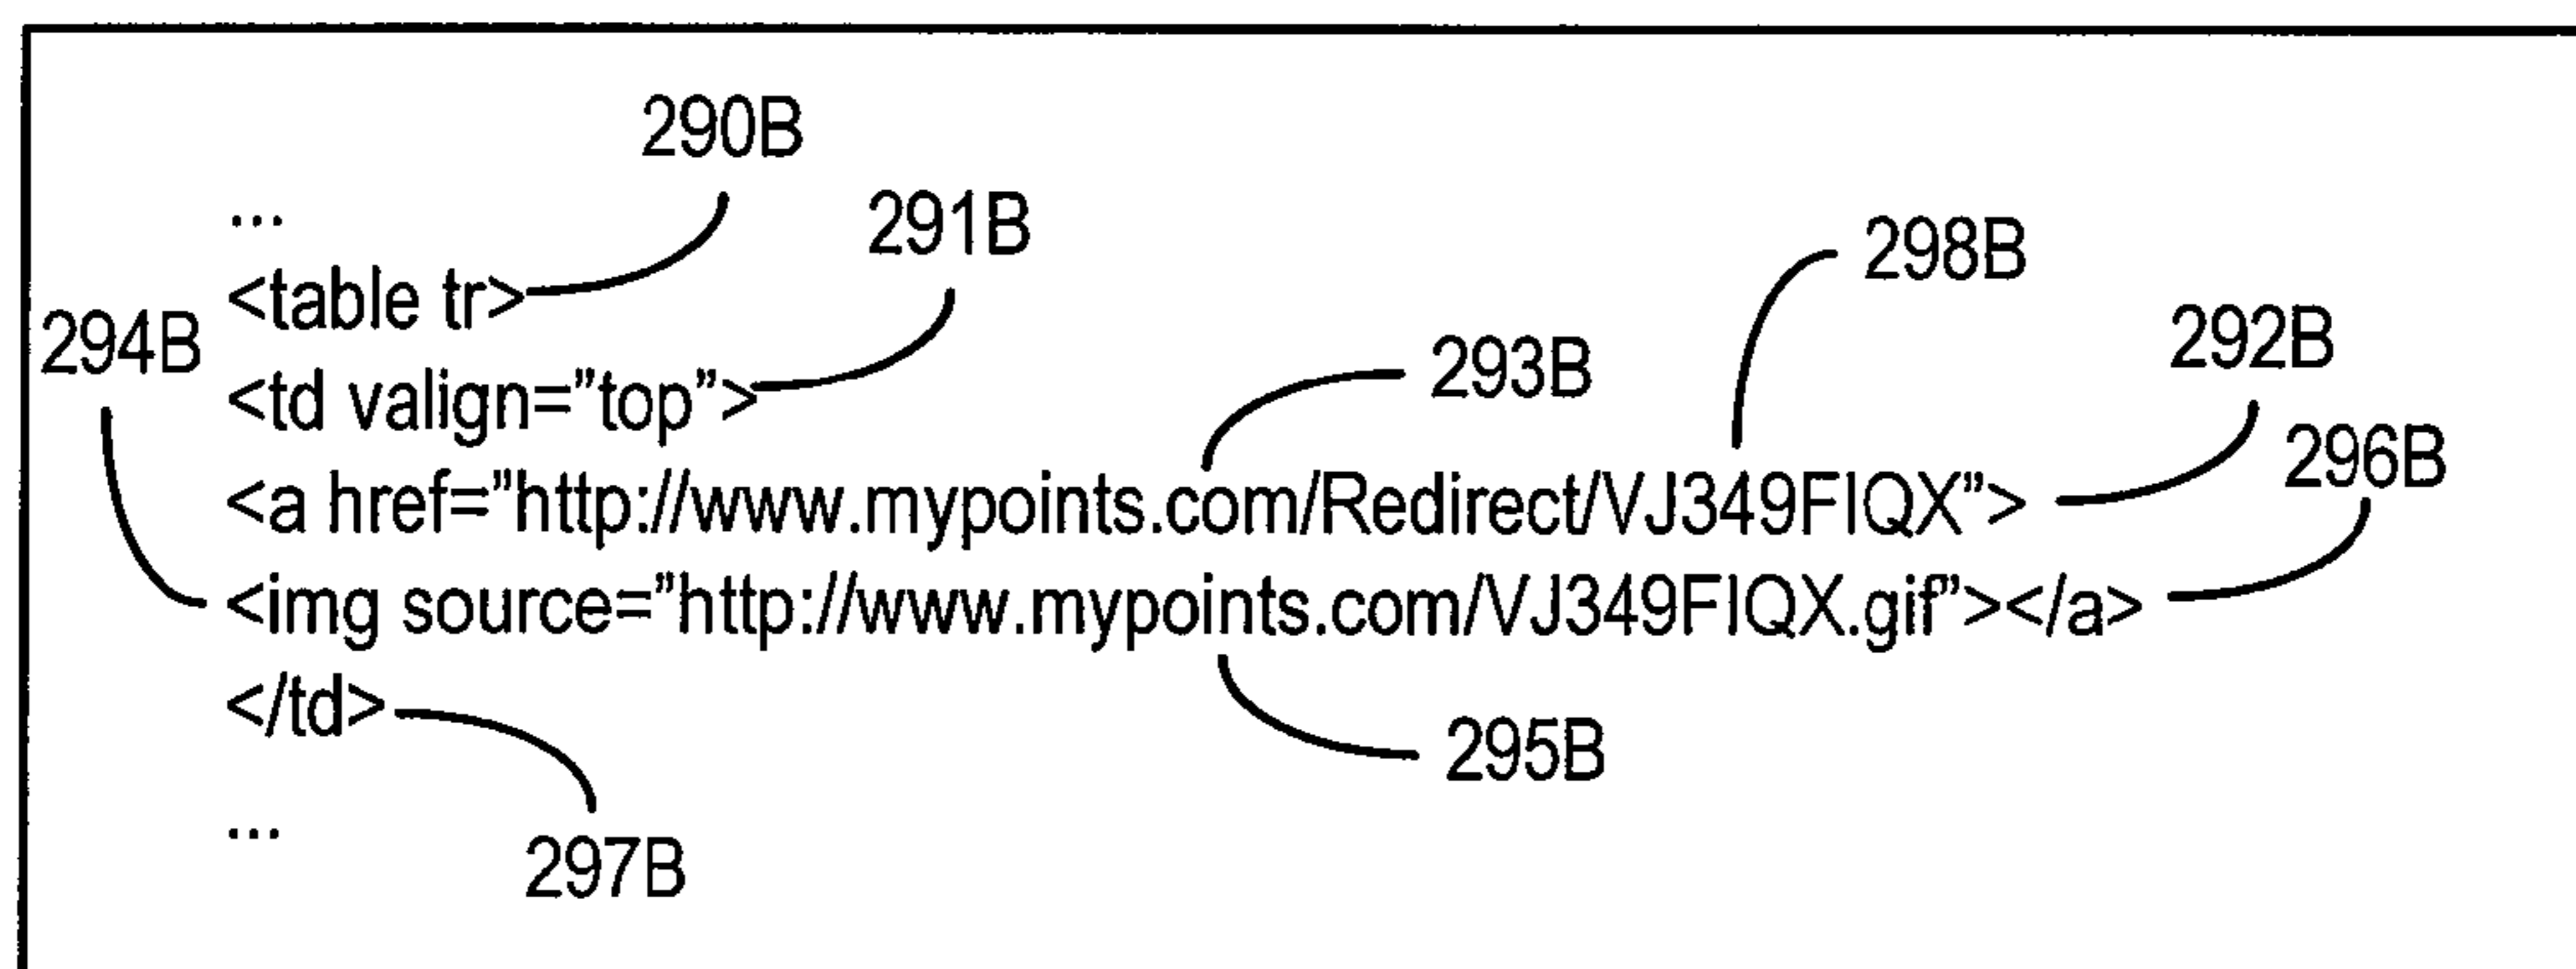 290B
...
291B
298B
<table tr>
294B
293B
292B
<td valign=”top”>
296B
<a href=”http://www.mypoints.com/Redirect/VJ349FIQX”>
<img source=”http://www.mypoints.com/VJ349FIQX.gif”></a>
</td>
295B
...
297B